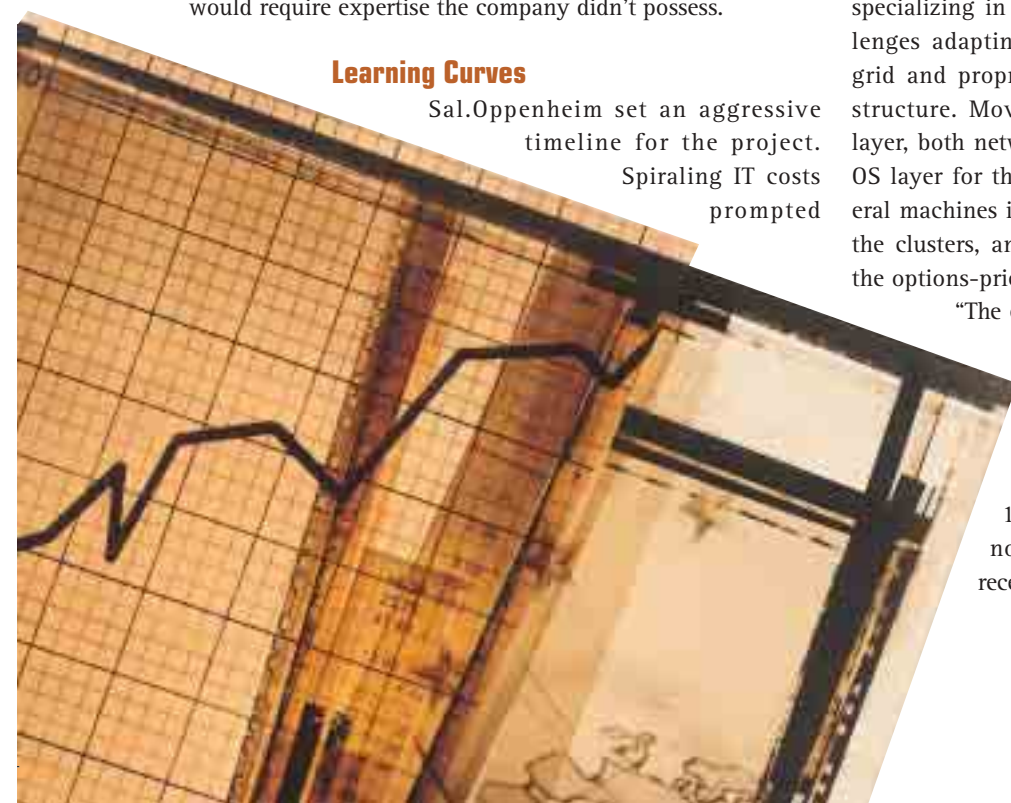 would require expertise the company didn't possess.
Learning Curves
Sal.Oppenheim set an aggressive
timeline for the project.
Spiraling IT costs
prompted
specializing in
lenges adaptin
grid and propr
structure. Mov
layer, both netw
OS layer for th
eral machines i
the clusters, ar
the options-pric
"The
1
no
rece